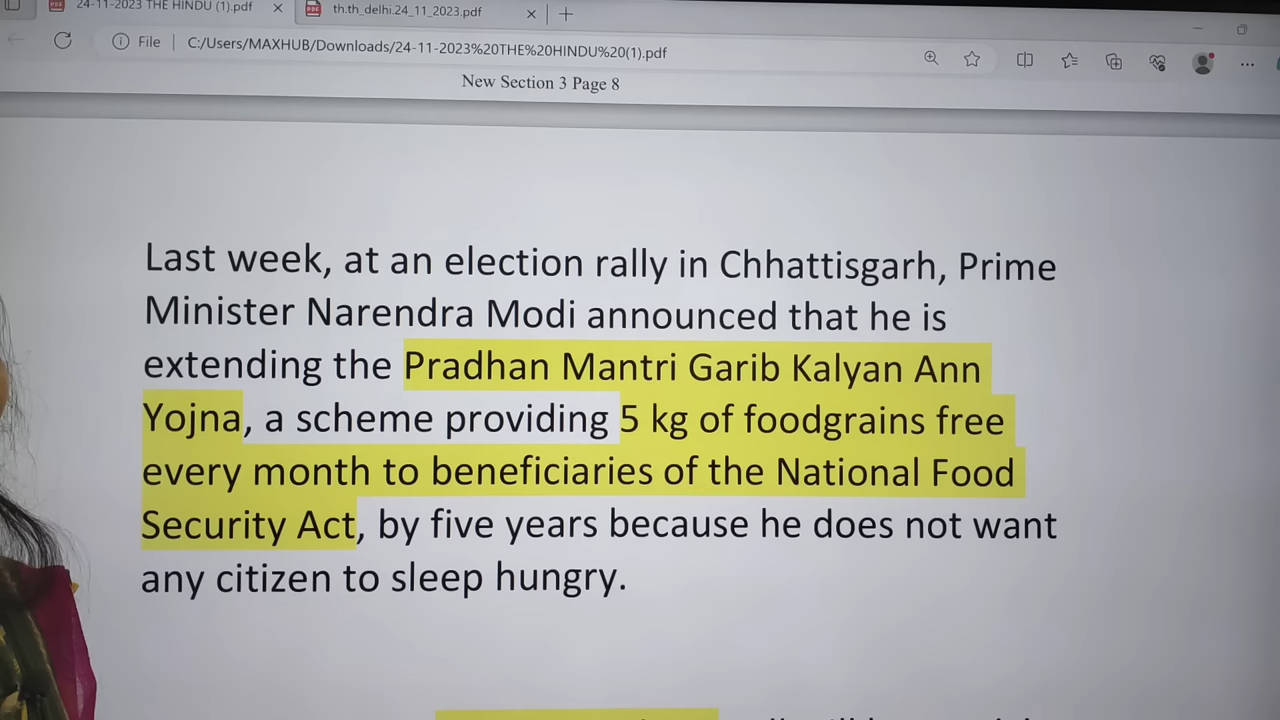 24-11-2023 THE HINDU (1).pdf
th.th_delhi.24_11_2023.pdf
File
C:/Users/MAXHUB/Downloads/24-11-2023%20THE%20HINDU%20(1).pdf
New Section 3 Page 8
Last week, at an election rally in Chhattisgarh, Prime
Minister Narendra Modi announced that he is
extending the Pradhan Mantri Garib Kalyan Ann
Yojna, a scheme providing 5 kg of foodgrains free
every month to beneficiaries of the National Food
Security Act, by five years because he does not want
any citizen to sleep hungry.